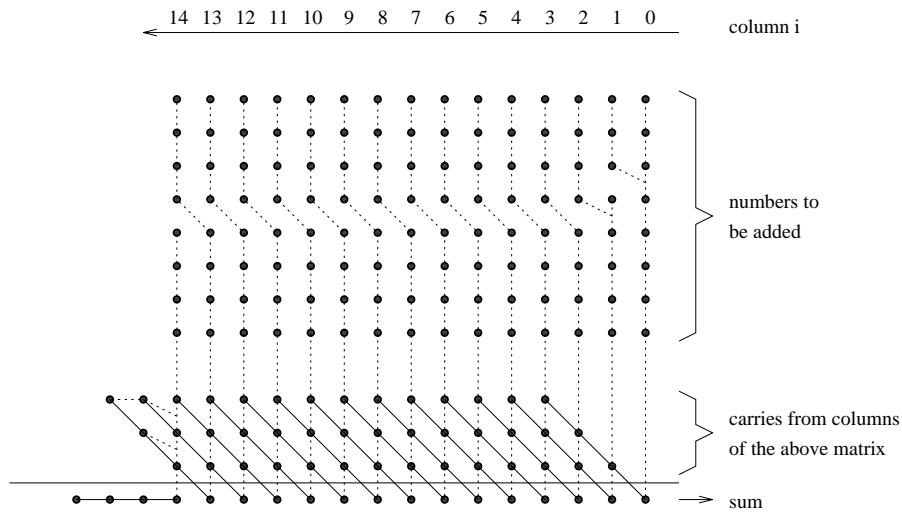 14 13 12 11 10 9 8 7 6 5 4 3 2 1 0
column i
numbers to
be added
carries from columns
of the above matrix
sum